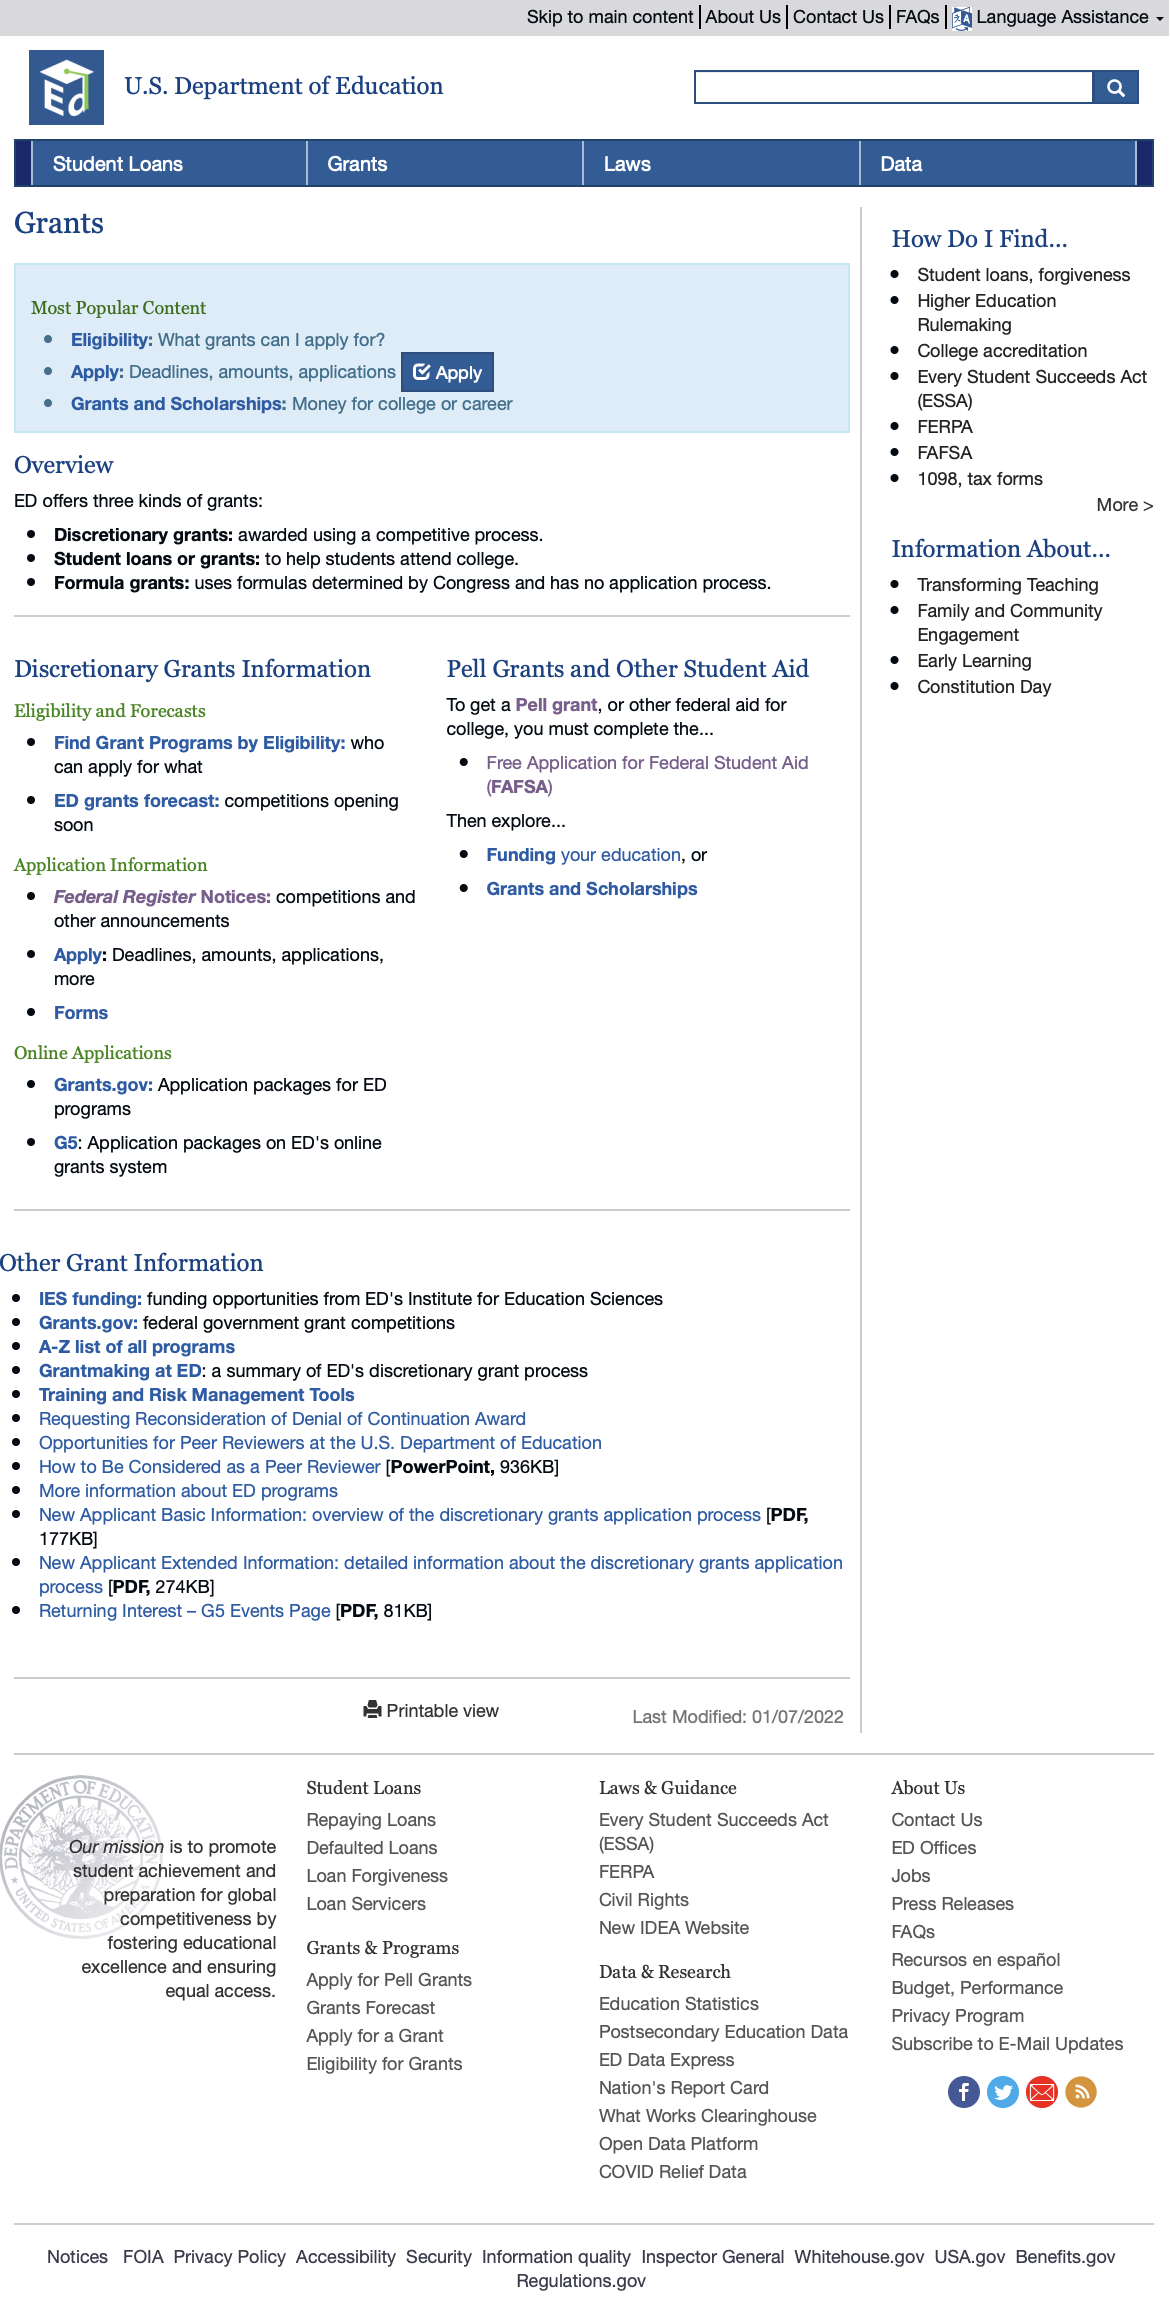 Skip to main content | About Us | Contact Us | FAQs | Language Assistance
Ed
U.S. Department of Education
Student Loans
Grants
Laws
Data
Grants
Most Popular Content
Eligibility: What grants can I apply for?
Apply: Deadlines, amounts, applications Apply
Grants and Scholarships: Money for college or career
Overview
ED offers three kinds of grants:
Discretionary grants: awarded using a competitive process.
Student loans or grants: to help students attend college.
Formula grants: uses formulas determined by Congress and has no application process.
Discretionary Grants Information
Eligibility and Forecasts
Find Grant Programs by Eligibility: who
can apply for what
ED grants forecast: competitions opening
soon
Application Information
Federal Register Notices: competitions and
other announcements
Apply: Deadlines, amounts, applications,
more
Forms
Online Applications
Grants.gov: Application packages for ED
programs
G5: Application packages on ED's online
grants system
Pell Grants and Other Student Aid
To get a Pell grant, or other federal aid for
college, you must complete the...
Free Application for Federal Student Aid
(FAFSA)
Then explore...
Funding your education, or
Grants and Scholarships
Other Grant Information
IES funding: funding opportunities from ED's Institute for Education Sciences
Grants.gov: federal government grant competitions
A-Z list of all programs
Grantmaking at ED: a summary of ED's discretionary grant process
Training and Risk Management Tools
Requesting Reconsideration of Denial of Continuation Award
Opportunities for Peer Reviewers at the U.S. Department of Education
How to Be Considered as a Peer Reviewer [PowerPoint, 936KB]
More information about ED programs
New Applicant Basic Information: overview of the discretionary grants application process [PDF,
177KB]
New Applicant Extended Information: detailed information about the discretionary grants application
process [PDF, 274KB]
Returning Interest – G5 Events Page [PDF, 81KB]
Printable view
Last Modified: 01/07/2022
How Do I Find...
Student loans, forgiveness
Higher Education
Rulemaking
College accreditation
Every Student Succeeds Act
(ESSA)
FERPA
FAFSA
1098, tax forms
More >
Information About...
Transforming Teaching
Family and Community
Engagement
Early Learning
Constitution Day
DEPARTMENT OF EDUCATION
UNITED STATES OF AMERICA
Our mission is to promote
student achievement and
preparation for global
competitiveness by
fostering educational
excellence and ensuring
equal access.
Student Loans
Repaying Loans
Defaulted Loans
Loan Forgiveness
Loan Servicers
Grants & Programs
Apply for Pell Grants
Grants Forecast
Apply for a Grant
Eligibility for Grants
Laws & Guidance
Every Student Succeeds Act
(ESSA)
FERPA
Civil Rights
New IDEA Website
Data & Research
Education Statistics
Postsecondary Education Data
ED Data Express
Nation's Report Card
What Works Clearinghouse
Open Data Platform
COVID Relief Data
About Us
Contact Us
ED Offices
Jobs
Press Releases
FAQs
Recursos en español
Budget, Performance
Privacy Program
Subscribe to E-Mail Updates
Notices FOIA Privacy Policy Accessibility Security Information quality Inspector General Whitehouse.gov USA.gov Benefits.gov
Regulations.gov